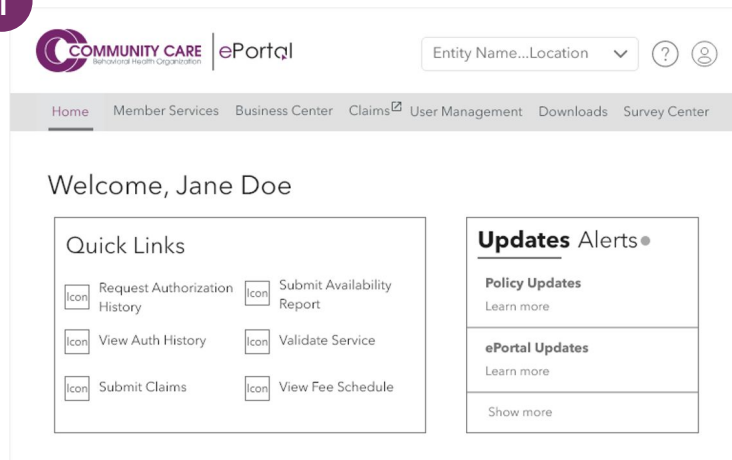 1
COMMUNITY CARE
Behavioral Health Organization
ePortal
Entity Name...Location
?
Home Member Services Business Center Claims User Management Downloads Survey Center
Welcome, Jane Doe
Quick Links
Icon Request Authorization
History
Icon Submit Availability
Report
Icon View Auth History
Icon Validate Service
Icon Submit Claims
Icon View Fee Schedule
Updates Alerts
Policy Updates
Learn more
ePortal Updates
Learn more
Show more